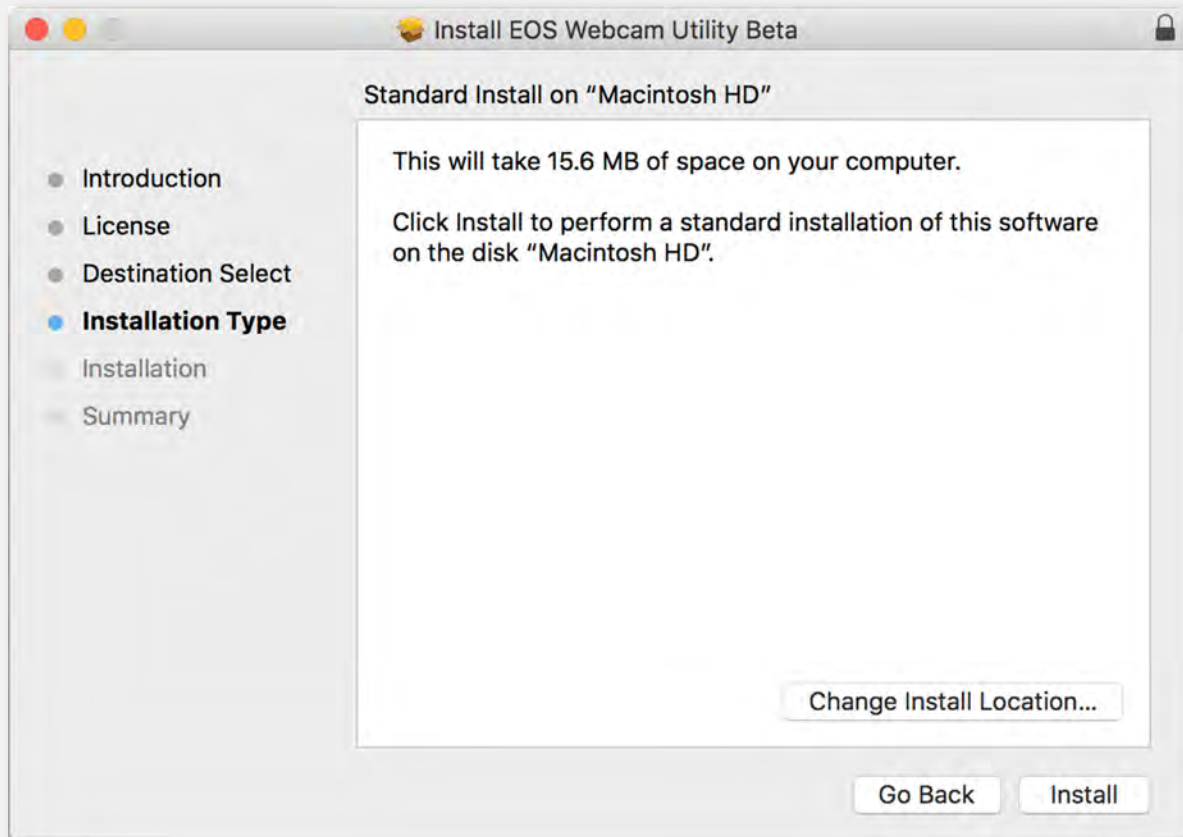 Install EOS Webcam Utility Beta
Standard Install on “Macintosh HD”
Introduction
License
Destination Select
Installation Type
Installation
Summary
This will take 15.6 MB of space on your computer.
Click Install to perform a standard installation of this software
on the disk “Macintosh HD”.
Change Install Location...
Go Back
Install